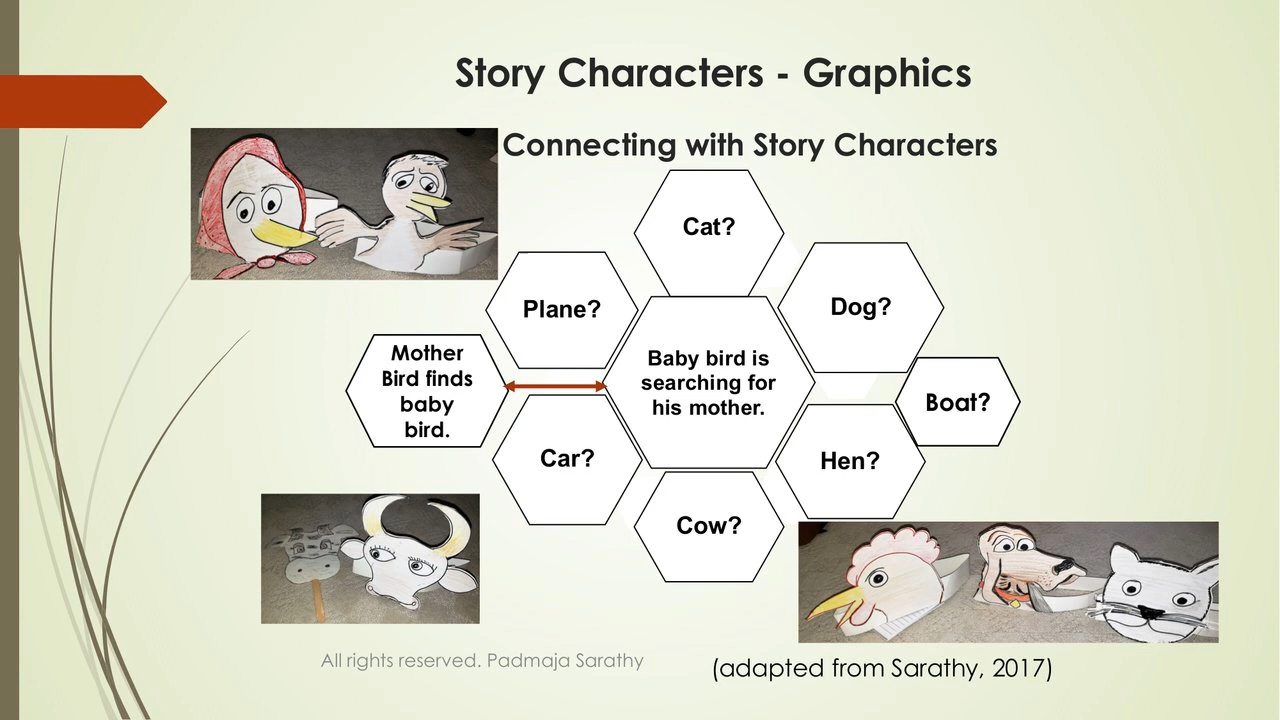 Story Characters - Graphics
Connecting with Story Characters
Cat?
Plane?
Dog?
Mother
Bird finds
baby
bird.
Baby bird is
searching for
his mother.
Boat?
Car?
Hen?
Cow?
All rights reserved. Padmaja Sarathy
(adapted from Sarathy, 2017)